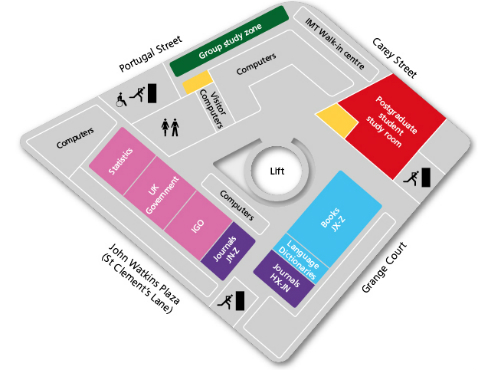 Portugal Street
Group study zone
IMT Walk-in centre
Carey Street
Computers
Visitor
Computers
Postgraduate
student
study room
Computers
Statistics
UK
Government
IGO
Journals
JN-Z
Computers
Lift
Books
JX-Z
Language
Dictionaries
Journals
HX-JN
Grange Court
John Watkins Plaza
(St Clement's Lane)